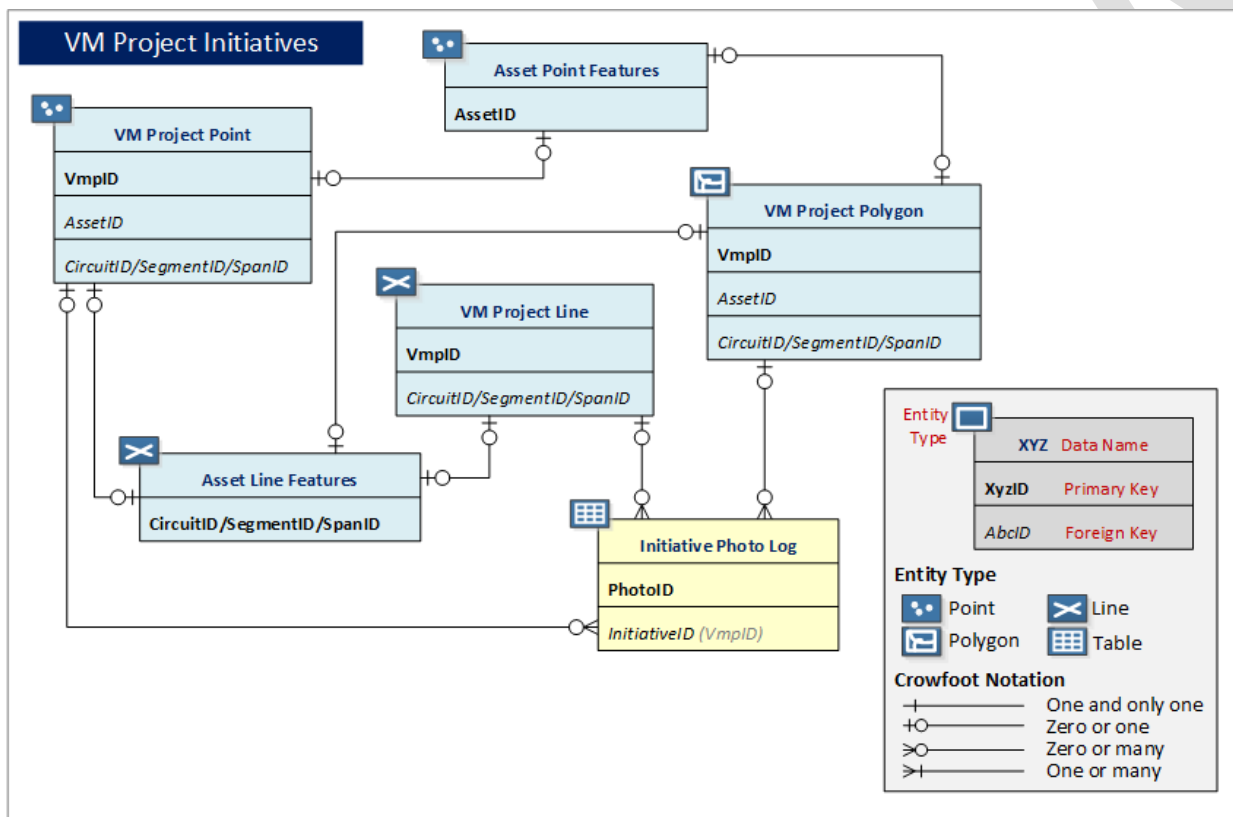 VM Project Initiatives
Asset Point Features
AssetID
VM Project Point
VmpID
AssetID
CircuitID/SegmentID/SpanID
VM Project Polygon
VmpID
AssetID
CircuitID/SegmentID/SpanID
VM Project Line
VmpID
CircuitID/SegmentID/SpanID
Asset Line Features
CircuitID/SegmentID/SpanID
Initiative Photo Log
PhotoID
InitiativeID (VmpID)
Entity
Type
XYZ Data Name
XyzID Primary Key
AbcID Foreign Key
Entity Type
Point
Line
Polygon
Table
Crowfoot Notation
One and only one
Zero or one
Zero or many
One or many